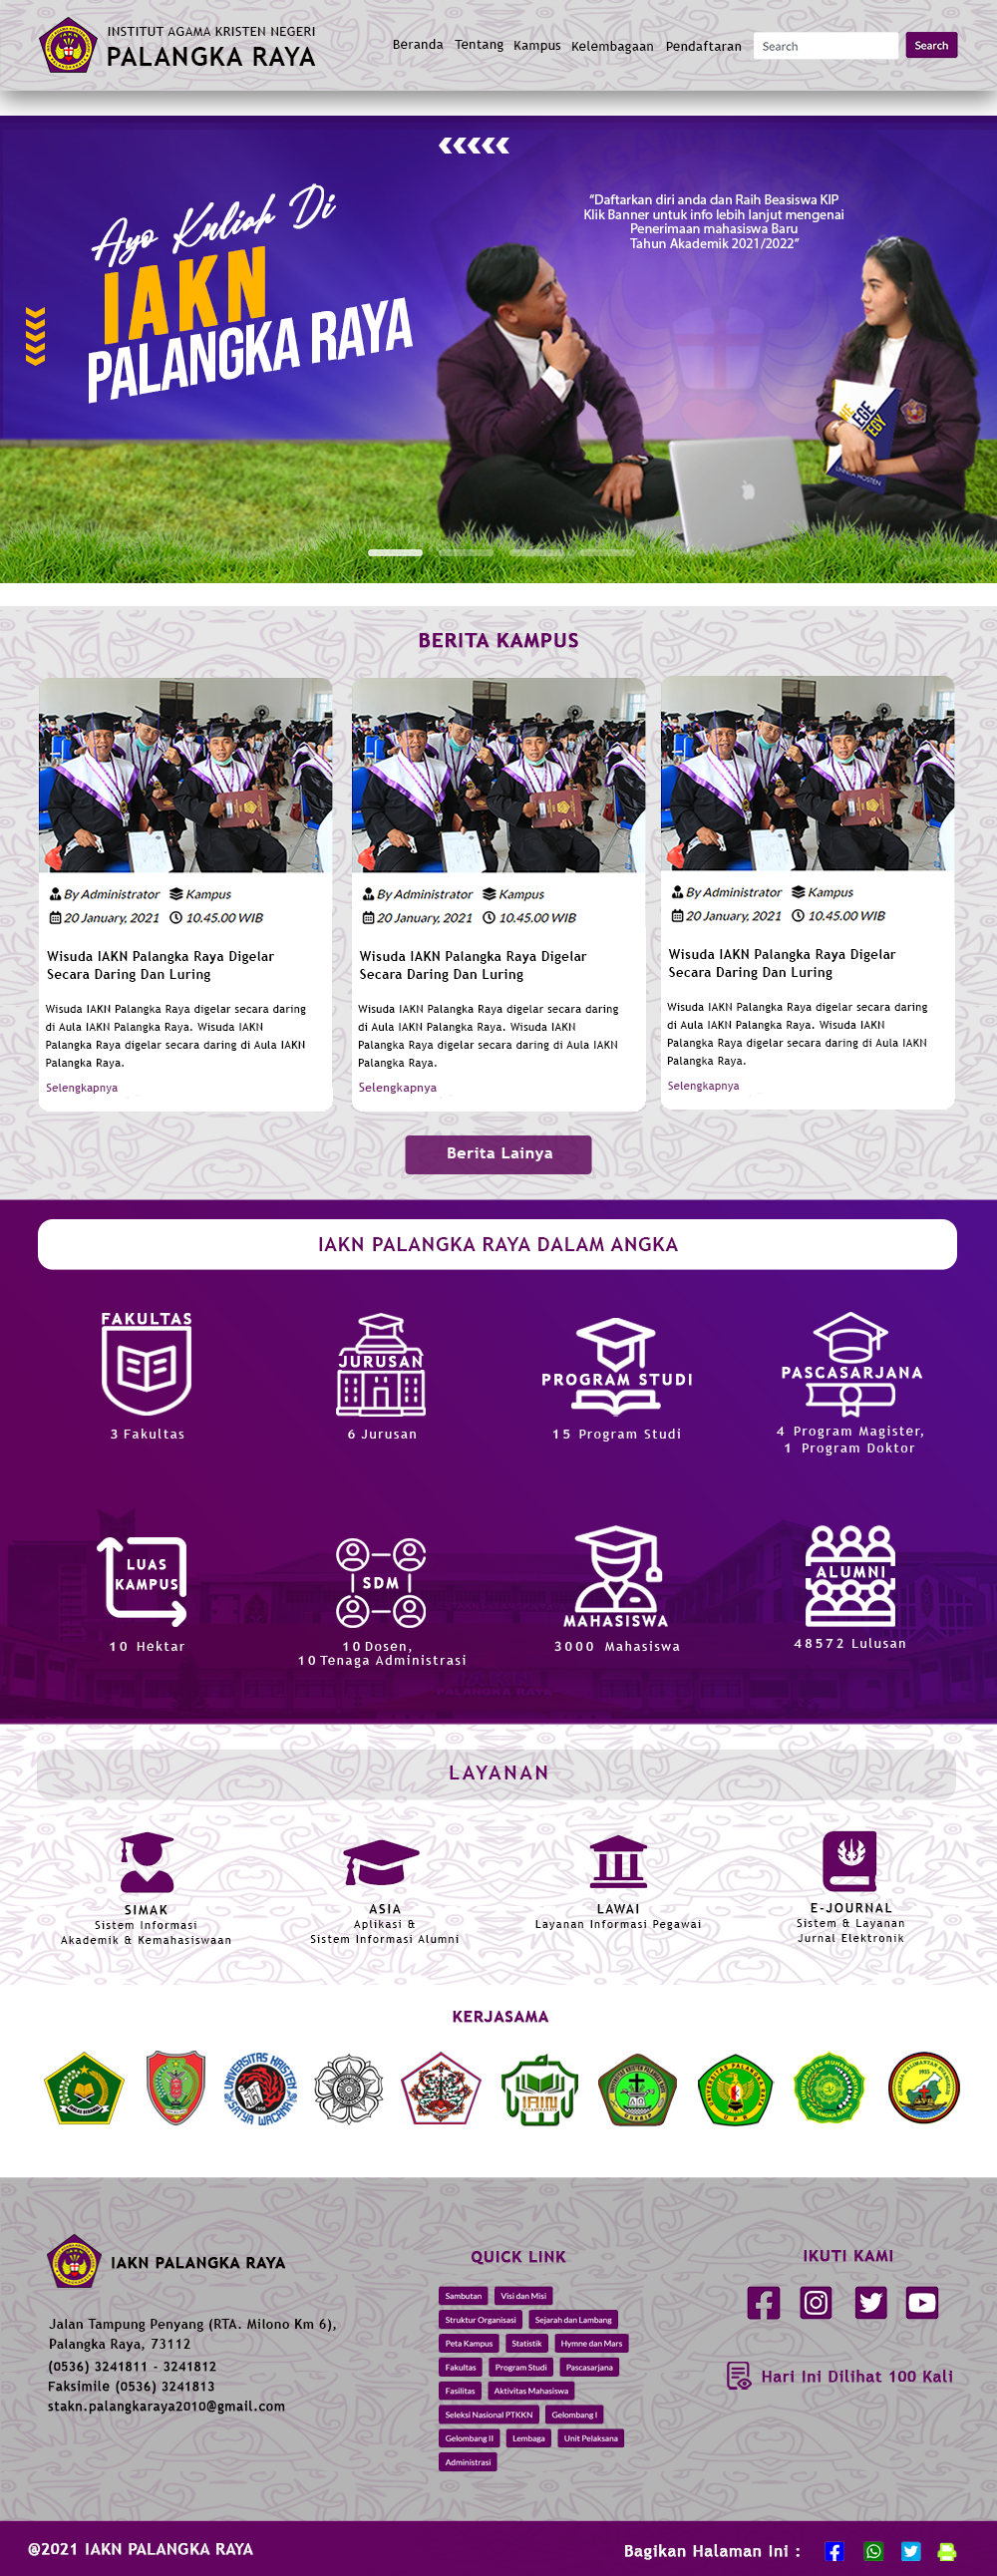 INSTITUT AGAMA KRISTEN NEGERI
PALANGKA RAYA
Beranda Tentang Kampus Kelembagaan Pendaftaran Search Search
“Daftarkan diri anda dan Raih Beasiswa KIP
Klik Banner untuk info lebih lanjut mengenai
Penerimaan mahasiswa Baru
Tahun Akademik 2021/2022”
Ayo Kuliah Di
IAKN
PALANGKA RAYA
BERITA KAMPUS
By Administrator Kampus
20 January, 2021 10.45.00 WIB
Wisuda IAKN Palangka Raya Digelar
Secara Daring Dan Luring
Wisuda IAKN Palangka Raya digelar secara daring
di Aula IAKN Palangka Raya. Wisuda IAKN
Palangka Raya digelar secara daring di Aula IAKN
Palangka Raya.
Selengkapnya
By Administrator Kampus
20 January, 2021 10.45.00 WIB
Wisuda IAKN Palangka Raya Digelar
Secara Daring Dan Luring
Wisuda IAKN Palangka Raya digelar secara daring
di Aula IAKN Palangka Raya. Wisuda IAKN
Palangka Raya digelar secara daring di Aula IAKN
Palangka Raya.
Selengkapnya
By Administrator Kampus
20 January, 2021 10.45.00 WIB
Wisuda IAKN Palangka Raya Digelar
Secara Daring Dan Luring
Wisuda IAKN Palangka Raya digelar secara daring
di Aula IAKN Palangka Raya. Wisuda IAKN
Palangka Raya digelar secara daring di Aula IAKN
Palangka Raya.
Selengkapnya
Berita Lainya
IAKN PALANGKA RAYA DALAM ANGKA
FAKULTAS
3 Fakultas
JURUSAN
6 Jurusan
PROGRAM STUDI
15 Program Studi
PASCASARJANA
4 Program Magister,
1 Program Doktor
LUAS
KAMPUS
10 Hektar
SDM
10 Dosen,
10 Tenaga Administrasi
MAHASISWA
3000 Mahasiswa
ALUMNI
48572 Lulusan
LAYANAN
SIMAK
Sistem Informasi
Akademik & Kemahasiswaan
ASIA
Aplikasi &
Sistem Informasi Alumni
LAWAI
Layanan Informasi Pegawai
E-JOURNAL
Sistem & Layanan
Jurnal Elektronik
KERJASAMA
IAKN PALANGKA RAYA
Jalan Tampung Penyang (RTA. Milono Km 6),
Palangka Raya, 73112
(0536) 3241811 - 3241812
Faksimile (0536) 3241813
stakn.palangkaraya2010@gmail.com
QUICK LINK
Sambutan Visi dan Misi
Struktur Organisasi Sejarah dan Lambang
Peta Kampus Statistik Hymne dan Mars
Fakultas Program Studi Pascasarjana
Fasilitas Aktivitas Mahasiswa
Seleksi Nasional PTKKN Gelombang I
Gelombang II Lembaga Unit Pelaksana
Administrasi
IKUTI KAMI
Hari Ini Dilihat 100 Kali
@2021 IAKN PALANGKA RAYA
Bagikan Halaman Ini :